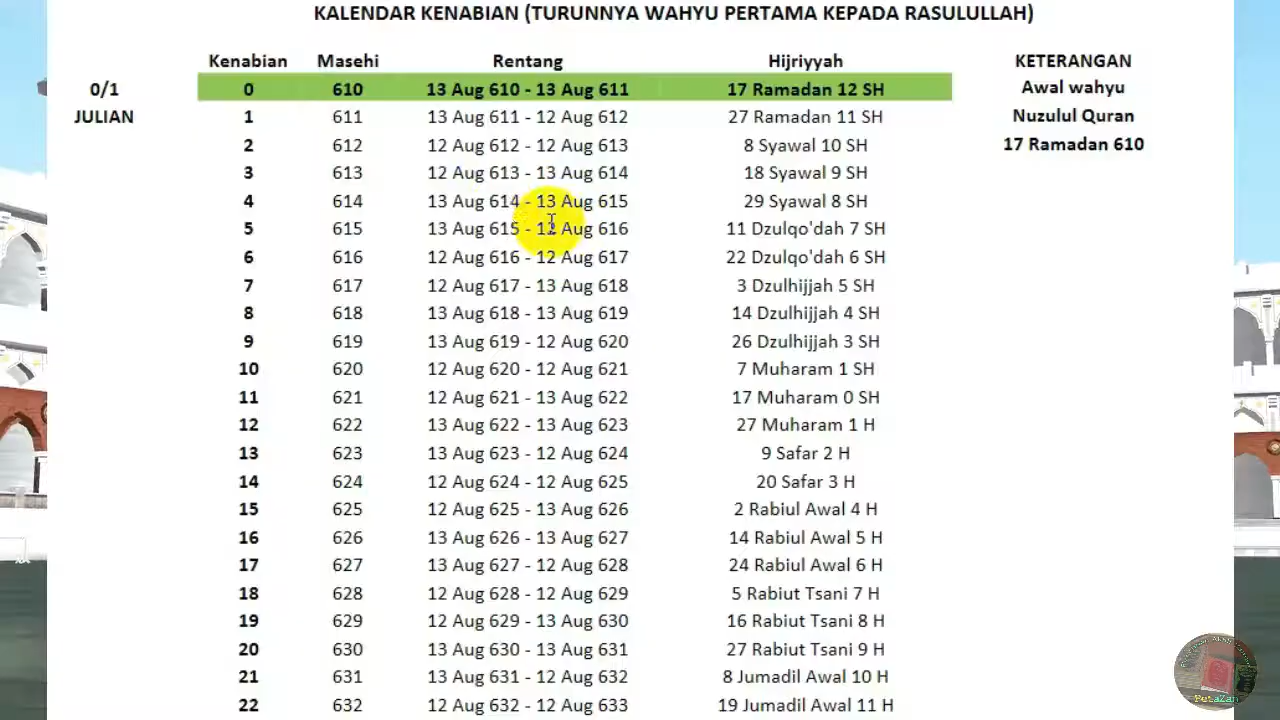 KALENDAR KENABIAN (TURUNNYA WAHYU PERTAMA KEPADA RASULULLAH)
Kenabian Masehi Rentang Hijriyyah KETERANGAN
0/1 0 610 13 Aug 610 - 13 Aug 611 17 Ramadan 12 SH Awal wahyu
JULIAN 1 611 13 Aug 611 - 12 Aug 612 27 Ramadan 11 SH Nuzulul Quran
2 612 12 Aug 612 - 12 Aug 613 8 Syawal 10 SH 17 Ramadan 610
3 613 12 Aug 613 - 13 Aug 614 18 Syawal 9 SH
4 614 13 Aug 614 - 13 Aug 615 29 Syawal 8 SH
5 615 13 Aug 615 - 12 Aug 616 11 Dzulqo'dah 7 SH
6 616 12 Aug 616 - 12 Aug 617 22 Dzulqo'dah 6 SH
7 617 12 Aug 617 - 13 Aug 618 3 Dzulhijjah 5 SH
8 618 13 Aug 618 - 13 Aug 619 14 Dzulhijjah 4 SH
9 619 13 Aug 619 - 12 Aug 620 26 Dzulhijjah 3 SH
10 620 12 Aug 620 - 12 Aug 621 7 Muharam 1 SH
11 621 12 Aug 621 - 13 Aug 622 17 Muharam 0 SH
12 622 13 Aug 622 - 13 Aug 623 27 Muharam 1 H
13 623 13 Aug 623 - 12 Aug 624 9 Safar 2 H
14 624 12 Aug 624 - 12 Aug 625 20 Safar 3 H
15 625 12 Aug 625 - 13 Aug 626 2 Rabiul Awal 4 H
16 626 13 Aug 626 - 13 Aug 627 14 Rabiul Awal 5 H
17 627 13 Aug 627 - 12 Aug 628 24 Rabiul Awal 6 H
18 628 12 Aug 628 - 12 Aug 629 5 Rabiut Tsani 7 H
19 629 12 Aug 629 - 13 Aug 630 16 Rabiut Tsani 8 H
20 630 13 Aug 630 - 13 Aug 631 27 Rabiut Tsani 9 H
21 631 13 Aug 631 - 12 Aug 632 8 Jumadil Awal 10 H
22 632 12 Aug 632 - 12 Aug 633 19 Jumadil Awal 11 H
PetaZan